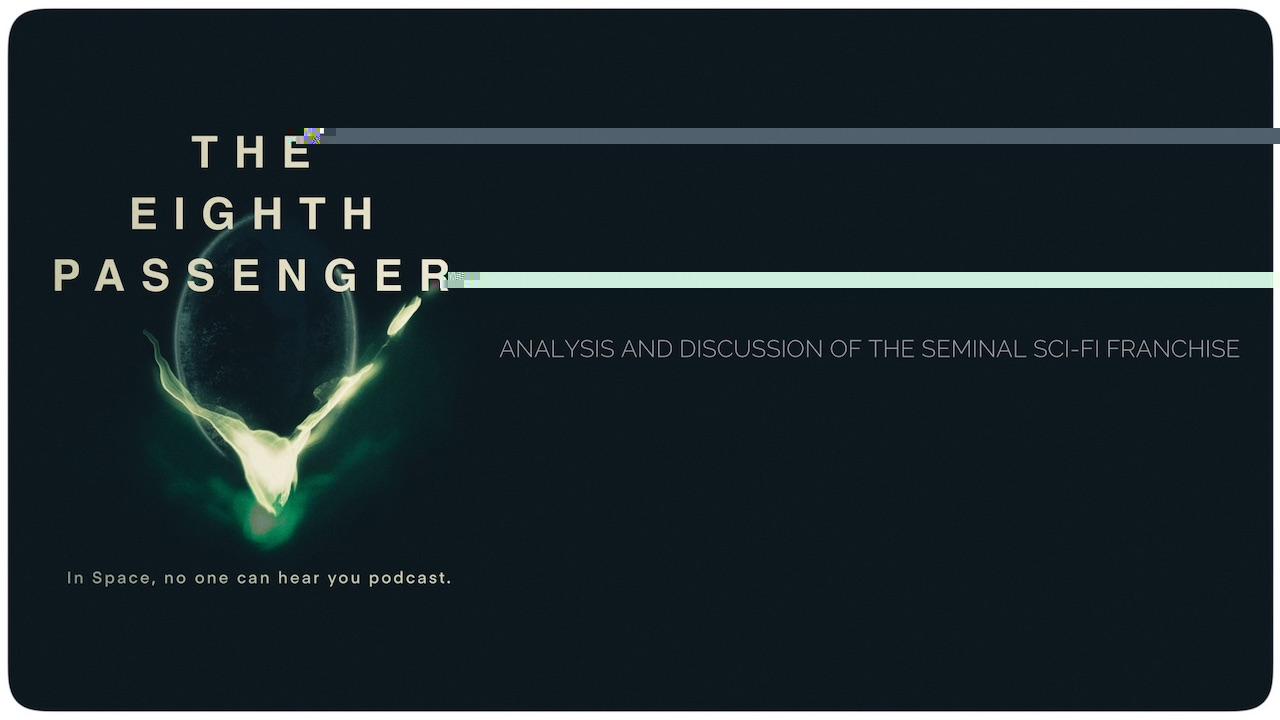 THE
EIGHTH
PASSENGER
ANALYSIS AND DISCUSSION OF THE SEMINAL SCI-FI FRANCHISE
In Space, no one can hear you podcast.